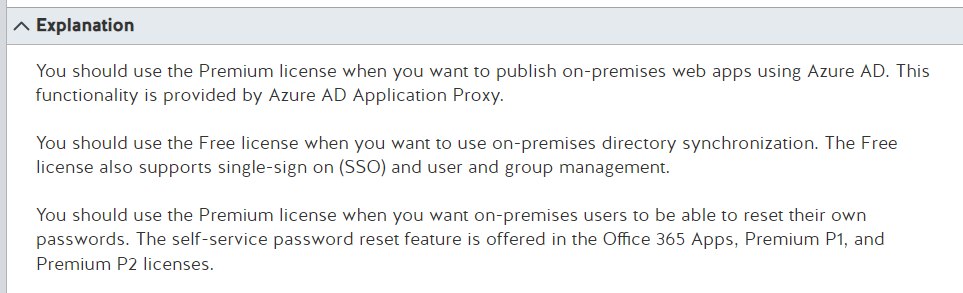 Explanation
You should use the Premium license when you want to publish on-premises web apps using Azure AD. This
functionality is provided by Azure AD Application Proxy.
You should use the Free license when you want to use on-premises directory synchronization. The Free
license also supports single-sign on (SSO) and user and group management.
You should use the Premium license when you want on-premises users to be able to reset their own
passwords. The self-service password reset feature is offered in the Office 365 Apps, Premium P1, and
Premium P2 licenses.